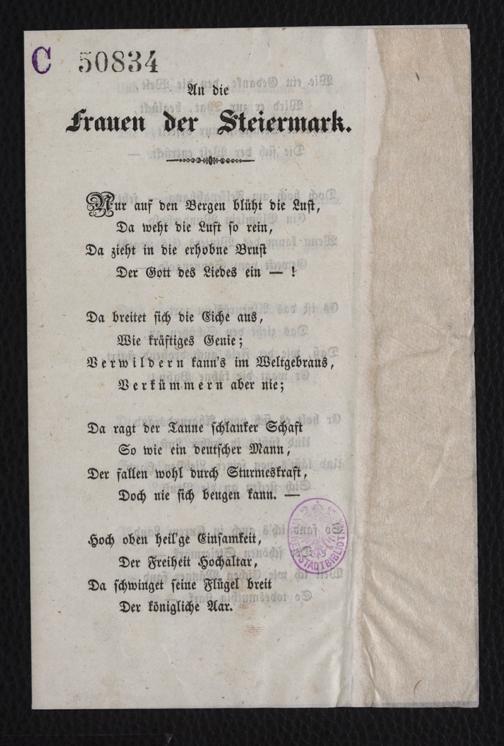 C 50834
An die
Frauen der Steiermark.
Nur auf den Bergen blüht die Lust,
Da weht die Luft so rein,
Da zieht in die erhobne Brust
Der Gott des Liedes ein — !
Da breitet sich die Eiche aus,
Wie kräftiges Genie;
Verwildern kann's im Weltgebraus,
Verkümmern aber nie;
Da ragt der Tanne schlanker Schaft
So wie ein deutscher Mann,
Der fallen wohl durch Sturmeskraft,
Doch nie sich beugen kann. —
Hoch oben heil'ge Einsamkeit,
Der Freiheit Hochaltar,
Da schwinget seine Flügel breit
Der königliche Aar.